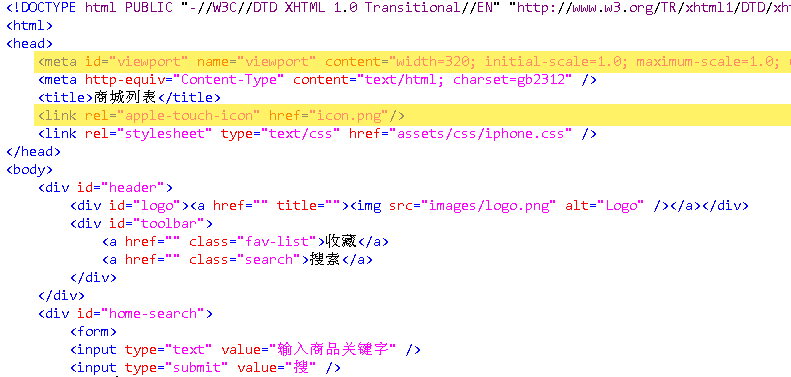 <!DOCTYPE html PUBLIC "-//W3C//DTD XHTML 1.0 Transitional//EN" "http://www.w3.org/TR/xhtml1/DTD/xht
<html>
<head>
<meta id="viewport" name="viewport" content="width=320; initial-scale=1.0; maximum-scale=1.0;
<meta http-equiv="Content-Type" content="text/html; charset=gb2312" />
<title>商城列表</title>
<link rel="apple-touch-icon" href="icon.png"/>
<link rel="stylesheet" type="text/css" href="assets/css/iphone.css" />
</head>
<body>
<div id="header">
<div id="logo"><a href="" title=""><img src="images/logo.png" alt="Logo" /></a></div>
<div id="toolbar">
<a href="" class="fav-list">收藏</a>
<a href="" class="search">搜索</a>
</div>
</div>
<div id="home-search">
<form>
<input type="text" value="输入商品关键字" />
<input type="submit" value="搜" />